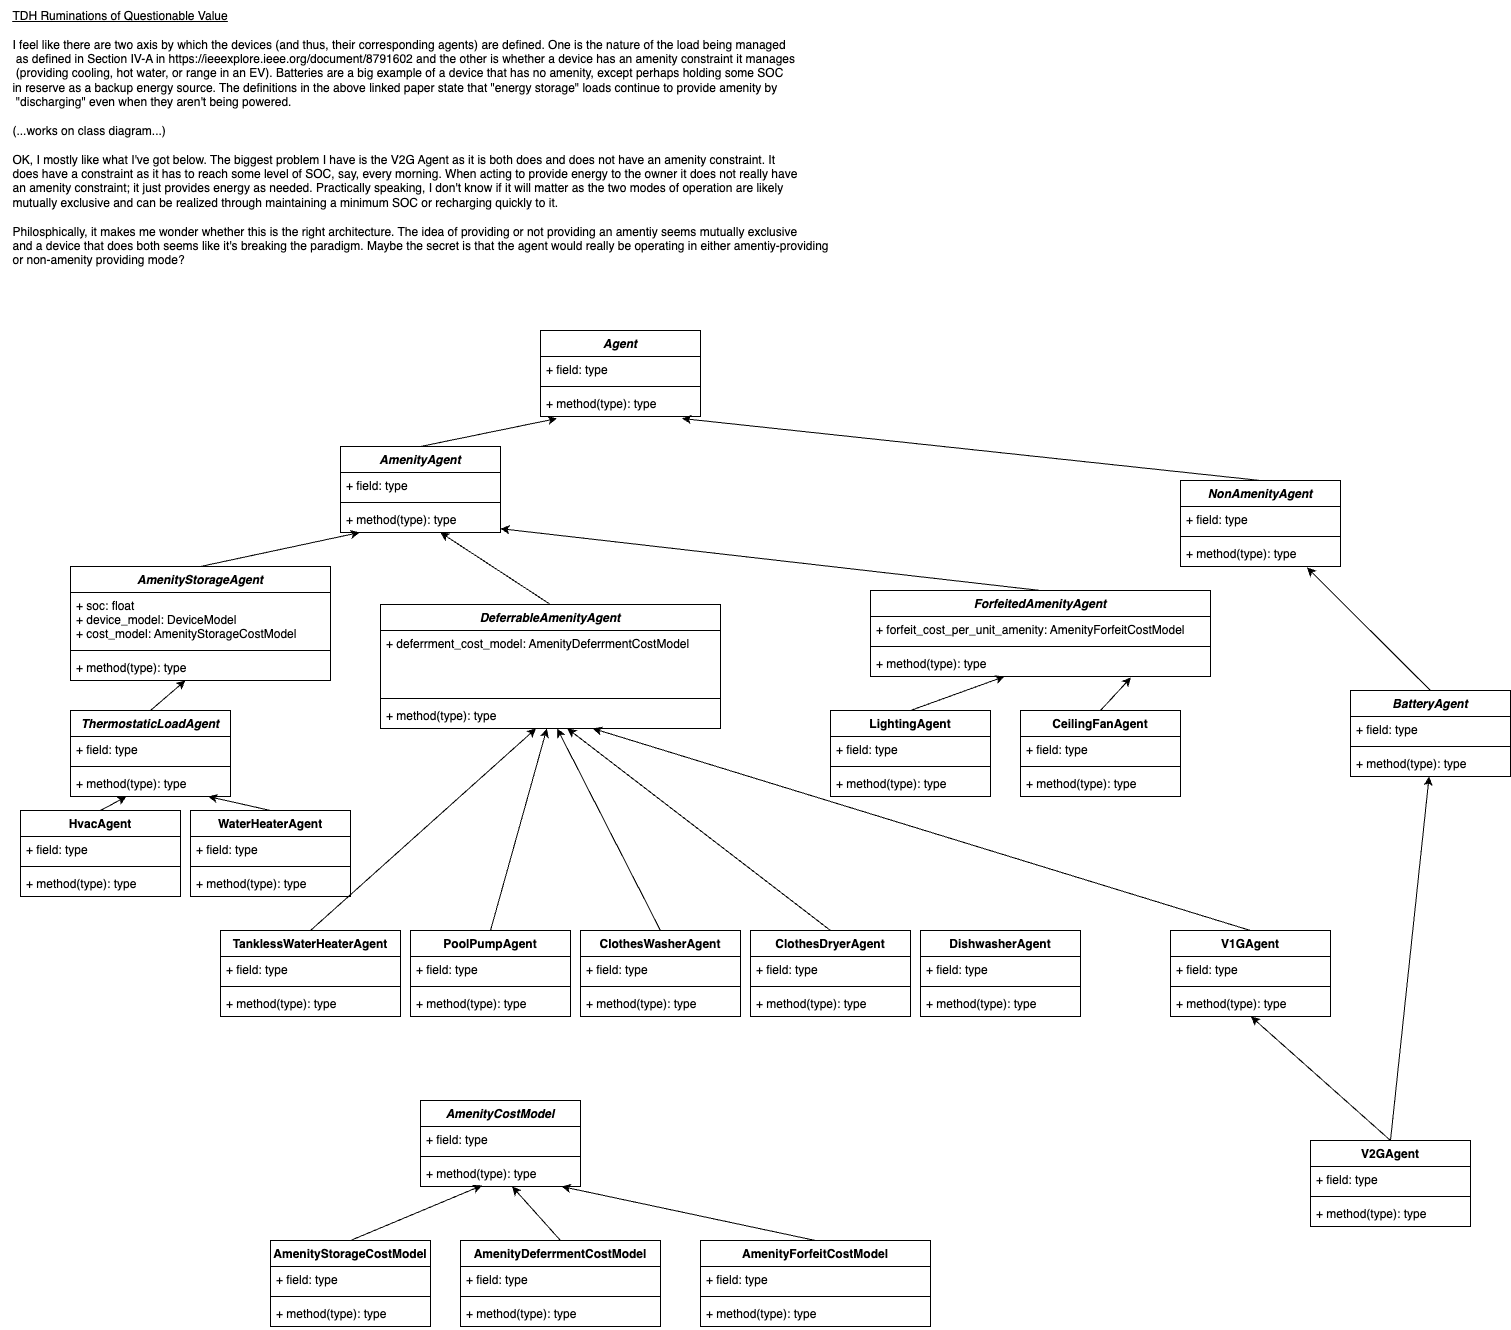 TDH Ruminations of Questionable Value
I feel like there are two axis by which the devices (and thus, their corresponding agents) are defined. One is the nature of the load being managed
as defined in Section IV-A in https://ieeexplore.ieee.org/document/8791602 and the other is whether a device has an amenity constraint it manages
(providing cooling, hot water, or range in an EV). Batteries are a big example of a device that has no amenity, except perhaps holding some SOC
in reserve as a backup energy source. The definitions in the above linked paper state that "energy storage" loads continue to provide amenity by
"discharging" even when they aren't being powered.
(...works on class diagram...)
OK, I mostly like what I've got below. The biggest problem I have is the V2G Agent as it is both does and does not have an amenity constraint. It
does have a constraint as it has to reach some level of SOC, say, every morning. When acting to provide energy to the owner it does not really have
an amenity constraint; it just provides energy as needed. Practically speaking, I don't know if it will matter as the two modes of operation are likely
mutually exclusive and can be realized through maintaining a minimum SOC or recharging quickly to it.
Philosphically, it makes me wonder whether this is the right architecture. The idea of providing or not providing an amentiy seems mutually exclusive
and a device that does both seems like it's breaking the paradigm. Maybe the secret is that the agent would really be operating in either amentiy-providing
or non-amenity providing mode?
Agent
+ field: type
+ method(type): type
AmenityAgent
+ field: type
+ method(type): type
NonAmenityAgent
+ field: type
+ method(type): type
AmenityStorageAgent
+ soc: float
+ device_model: DeviceModel
+ cost_model: AmenityStorageCostModel
+ method(type): type
DeferrableAmenityAgent
+ deferrment_cost_model: AmenityDeferrmentCostModel
+ method(type): type
ForfeitedAmenityAgent
+ forfeit_cost_per_unit_amenity: AmenityForfeitCostModel
+ method(type): type
BatteryAgent
+ field: type
+ method(type): type
ThermostaticLoadAgent
+ field: type
+ method(type): type
LightingAgent
+ field: type
+ method(type): type
CeilingFanAgent
+ field: type
+ method(type): type
HvacAgent
+ field: type
+ method(type): type
WaterHeaterAgent
+ field: type
+ method(type): type
TanklessWaterHeaterAgent
+ field: type
+ method(type): type
PoolPumpAgent
+ field: type
+ method(type): type
ClothesWasherAgent
+ field: type
+ method(type): type
ClothesDryerAgent
+ field: type
+ method(type): type
DishwasherAgent
+ field: type
+ method(type): type
V1GAgent
+ field: type
+ method(type): type
AmenityCostModel
+ field: type
+ method(type): type
V2GAgent
+ field: type
+ method(type): type
AmenityStorageCostModel
+ field: type
+ method(type): type
AmenityDeferrmentCostModel
+ field: type
+ method(type): type
AmenityForfeitCostModel
+ field: type
+ method(type): type